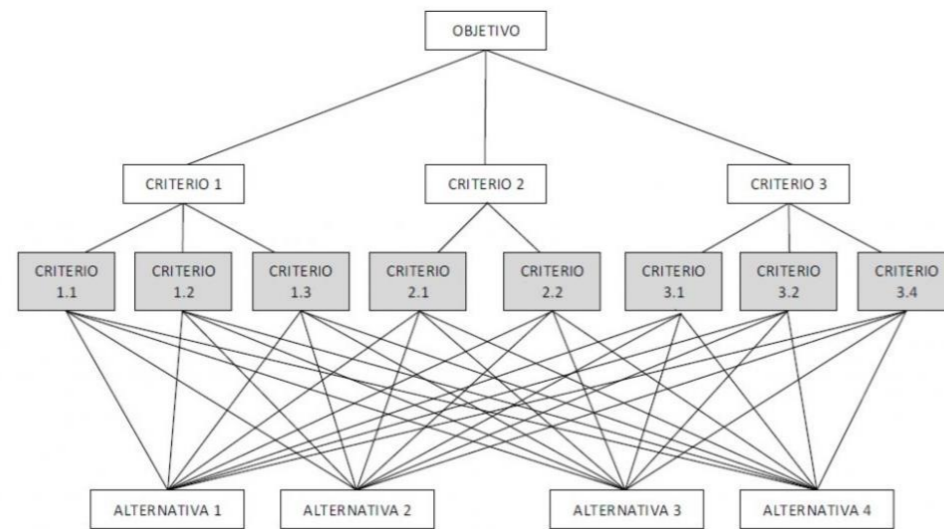 OBJETIVO
CRITERIO 1
CRITERIO 2
CRITERIO 3
CRITERIO
1.1
CRITERIO
1.2
CRITERIO
1.3
CRITERIO
2.1
CRITERIO
2.2
CRITERIO
3.1
CRITERIO
3.2
CRITERIO
3.4
ALTERNATIVA 1
ALTERNATIVA 2
ALTERNATIVA 3
ALTERNATIVA 4